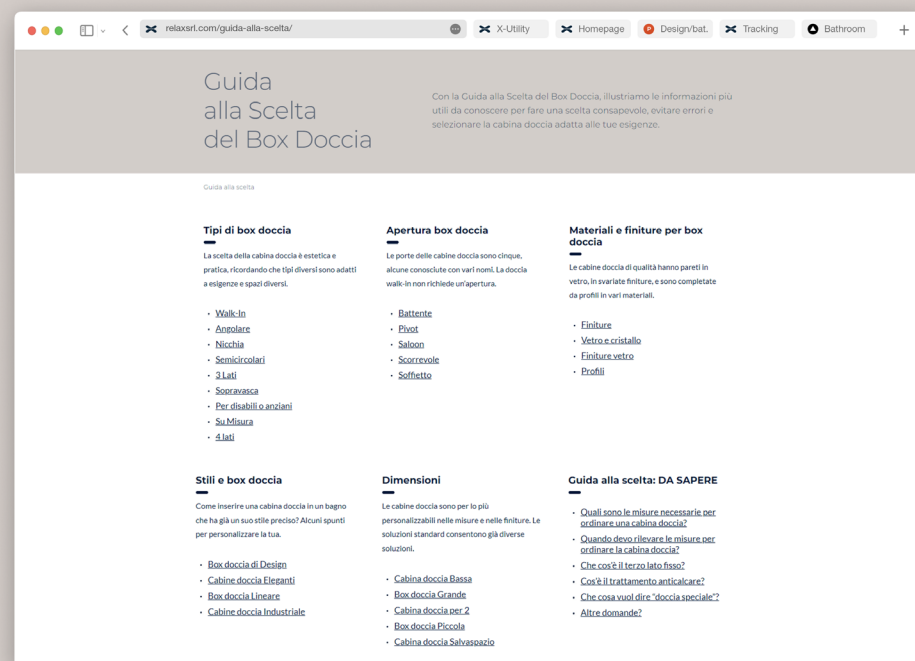 relaxsrl.com/guida-alla-scelta/
X-Utility
Homepage
P
Design/bat.
Tracking
Bathroom
Guida
alla Scelta
del Box Doccia
Con la Guida alla Scelta del Box Doccia, illustriamo le informazioni più
utili da conoscere per fare una scelta consapevole, evitare errori e
selezionare la cabina doccia adatta alle tue esigenze.
Guida alla scelta
Tipi di box doccia
La scelta della cabina doccia è estetica e
pratica, ricordando che tipi diversi sono adatti
a esigenze e spazi diversi.
• Walk-In
• Angolare
• Nicchia
• Semicircolari
• 3 Lati
• Sopravasca
• Per disabili o anziani
• Su Misura
• 4 lati
Apertura box doccia
Le porte delle cabine doccia sono cinque,
alcune conosciute con vari nomi. La doccia
walk-in non richiede un'apertura.
• Battente
• Pivot
• Saloon
• Scorrevole
• Soffietto
Materiali e finiture per box
doccia
Le cabine doccia di qualità hanno pareti in
vetro, in svariate finiture, e sono completate
da profili in vari materiali.
• Finiture
• Vetro e cristallo
• Finiture vetro
• Profili
Stili e box doccia
Come inserire una cabina doccia in un bagno
che ha già un suo stile preciso? Alcuni spunti
per personalizzare la tua.
• Box doccia di Design
• Cabine doccia Eleganti
• Box doccia Lineare
• Cabine doccia Industriale
Dimensioni
Le cabine doccia sono per lo più
personalizzabili nelle misure e nelle finiture. Le
soluzioni standard consentono già diverse
soluzioni.
• Cabina doccia Bassa
• Box doccia Grande
• Cabina doccia per 2
• Box doccia Piccola
• Cabina doccia Salvaspazio
Guida alla scelta: DA SAPERE
• Quali sono le misure necessarie per
ordinare una cabina doccia?
• Quando devo rilevare le misure per
ordinare la cabina doccia?
• Che cos'è il terzo lato fisso?
• Cos'è il trattamento anticalcare?
• Che cosa vuol dire "doccia speciale"?
• Altre domande?